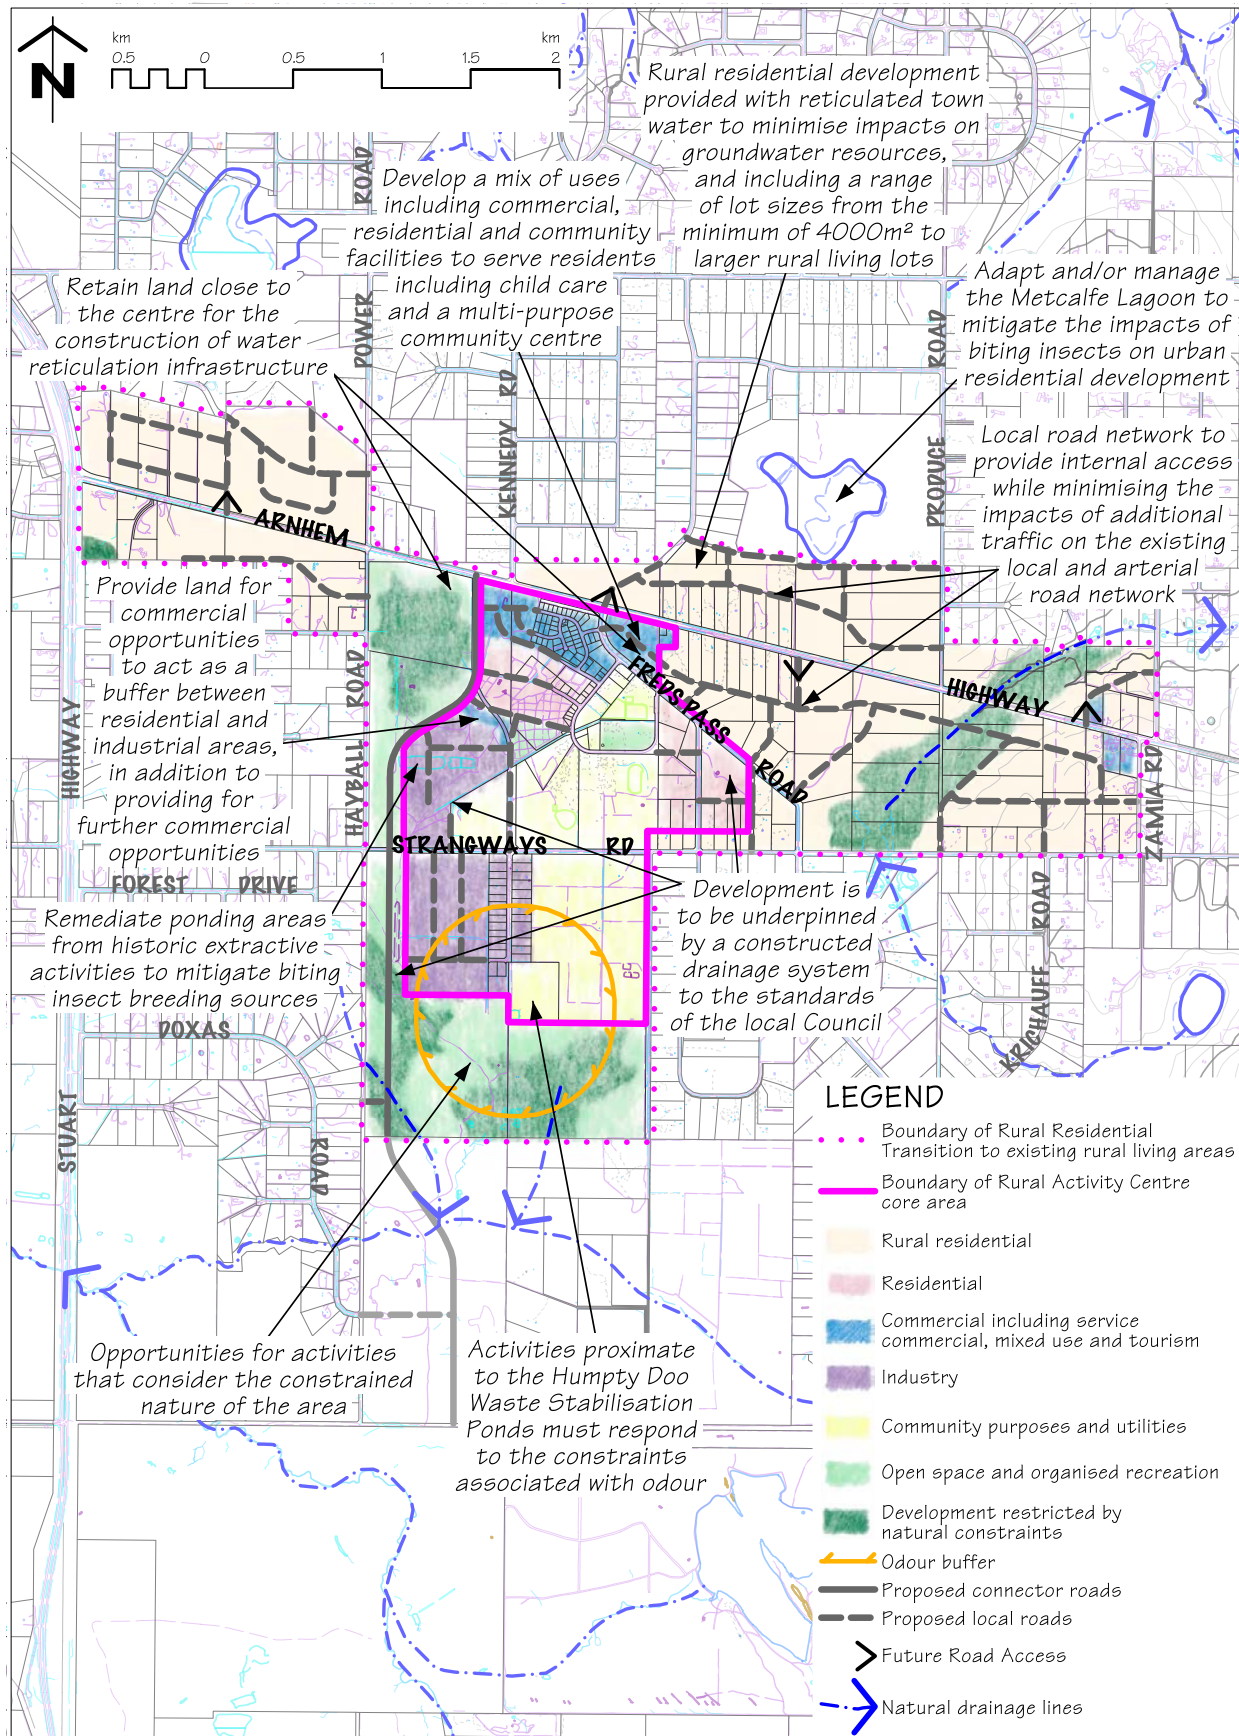 km
km
0.5 0 0.5 1 1.5 2
N
Rural residential development
provided with reticulated town
water to minimise impacts on
groundwater resources,
and including a range
of lot sizes from the
minimum of 4000m² to
larger rural living lots
Develop a mix of uses
including commercial,
residential and community
facilities to serve residents
including child care
and a multi-purpose
community centre
Retain land close to
the centre for the
construction of water
reticulation infrastructure
Adapt and/or manage
the Metcalfe Lagoon to
mitigate the impacts of
biting insects on urban
residential development
Local road network to
provide internal access
while minimising the
impacts of additional
traffic on the existing
local and arterial
road network
POWER ROAD
KENNEDY RD
PRODUCE ROAD
ARNHEM
HIGHWAY
FREDS PASS
ROAD
Provide land for
commercial
opportunities
to act as a
buffer between
residential and
industrial areas,
in addition to
providing for
further commercial
opportunities
HAYBALL ROAD
STUART HIGHWAY
STRANGWAYS RD
ZAMIA RD
FOREST DRIVE
Remediate ponding areas
from historic extractive
activities to mitigate biting
insect breeding sources
Development is
to be underpinned
by a constructed
drainage system
to the standards
of the local Council
KRICHAUFF ROAD
DOXAS
ROAD
Opportunities for activities
that consider the constrained
nature of the area
Activities proximate
to the Humpty Doo
Waste Stabilisation
Ponds must respond
to the constraints
associated with odour
LEGEND
Boundary of Rural Residential
Transition to existing rural living areas
Boundary of Rural Activity Centre
core area
Rural residential
Residential
Commercial including service
commercial, mixed use and tourism
Industry
Community purposes and utilities
Open space and organised recreation
Development restricted by
natural constraints
Odour buffer
Proposed connector roads
Proposed local roads
Future Road Access
Natural drainage lines